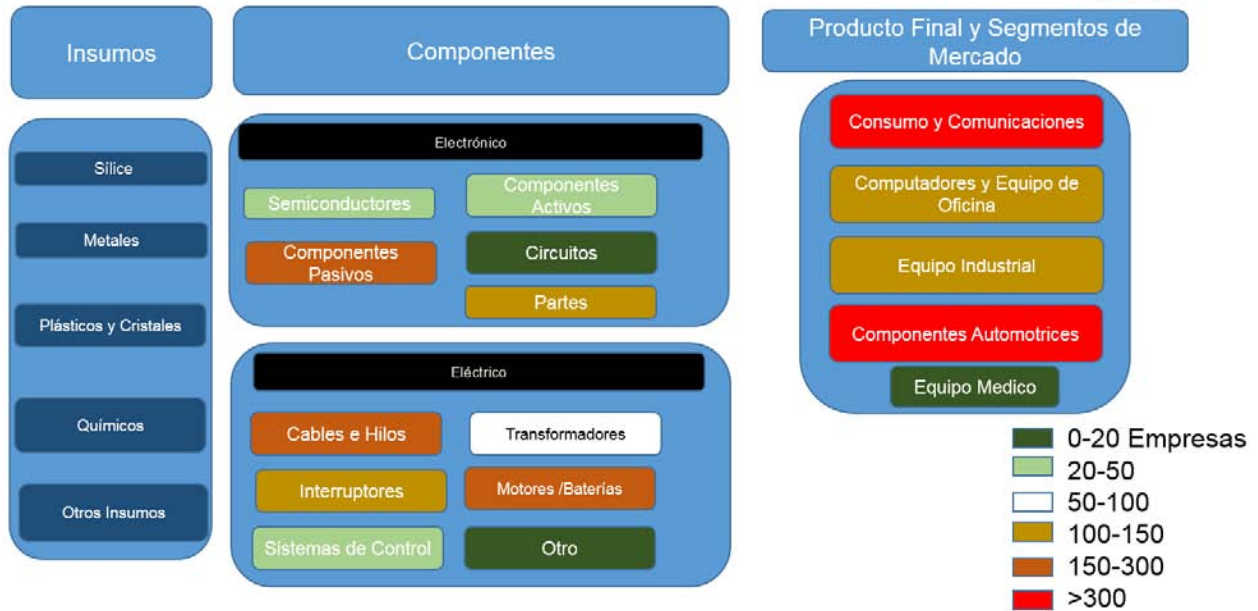 Insumos
Componentes
Producto Final y Segmentos de
Mercado
Sílice
Metales
Plásticos y Cristales
Químicos
Otros Insumos
Electrónico
Semiconductores
Componentes
Activos
Componentes
Pasivos
Circuitos
Partes
Eléctrico
Cables e Hilos
Transformadores
Interruptores
Motores /Baterías
Sistemas de Control
Otro
Consumo y Comunicaciones
Computadores y Equipo de
Oficina
Equipo Industrial
Componentes Automotrices
Equipo Medico
0-20 Empresas
20-50
50-100
100-150
150-300
>300